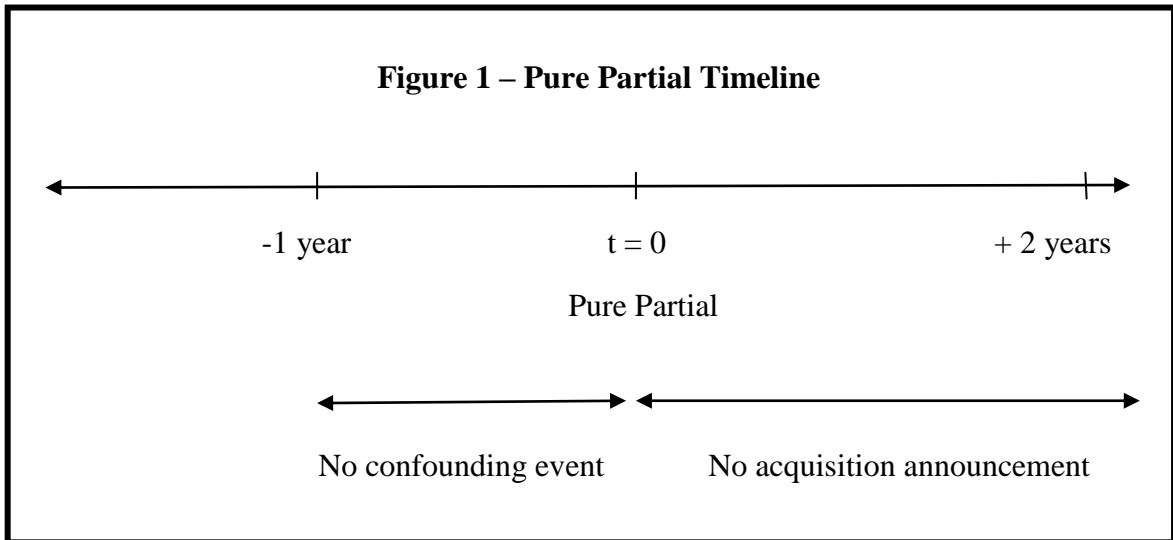 Figure 1 – Pure Partial Timeline
-1 year t = 0 + 2 years
Pure Partial
No confounding event No acquisition announcement